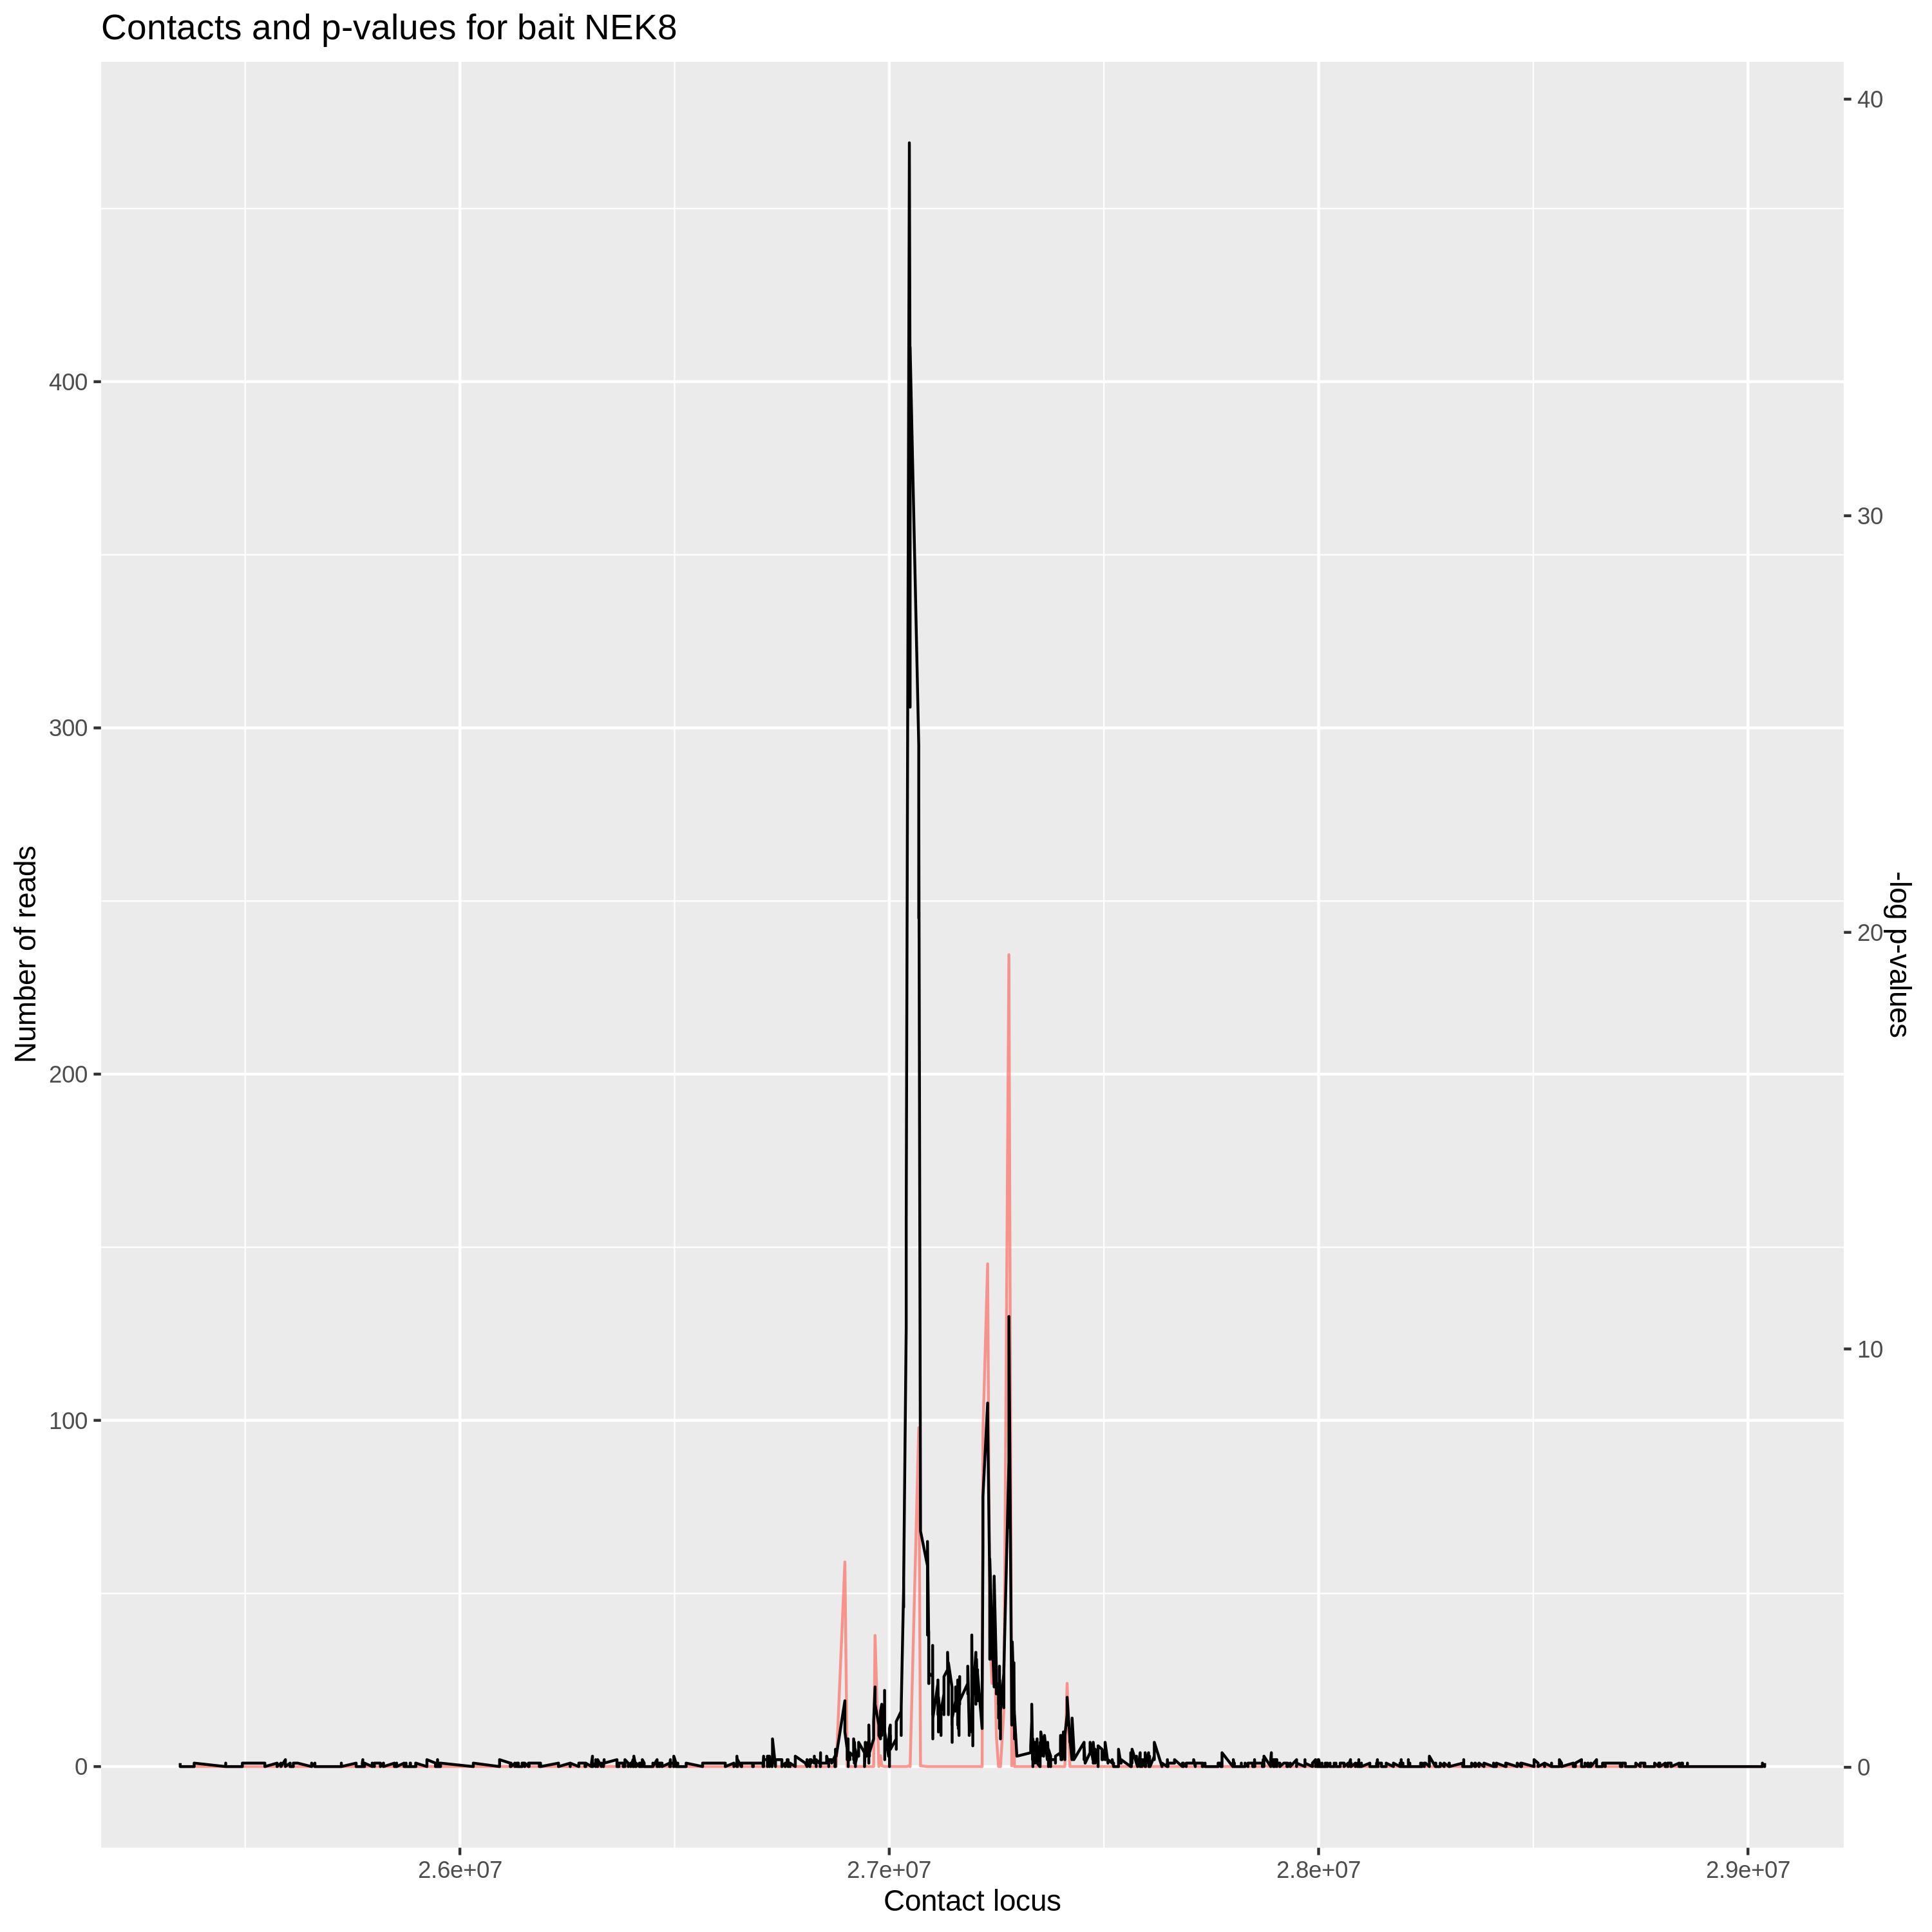 Contacts and p-values for bait NEK8
40
400
30
300
Number of reads
-log p-values
20
200
10
100
0
0
2.6e+07
2.7e+07
2.8e+07
2.9e+07
Contact locus